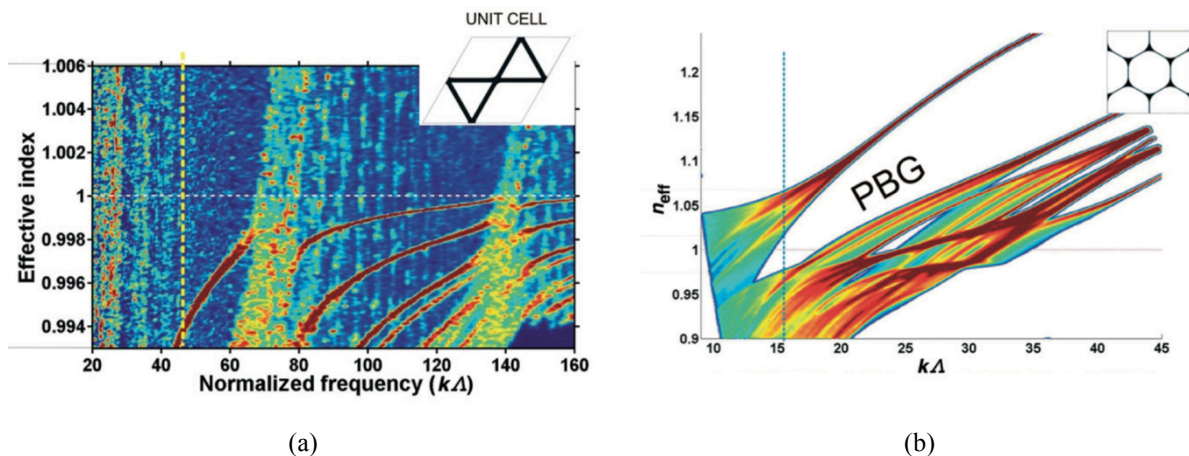 UNIT CELL
1.006
1.004
1.002
1
0.998
0.996
0.994
Effective index
20 40 60 80 100 120 140 160
Normalized frequency (kΛ)
(a)
1.2
1.15
1.1
1.05
1
0.95
0.9
n_eff
PBG
10 15 20 25 30 35 40 45
kΛ
(b)